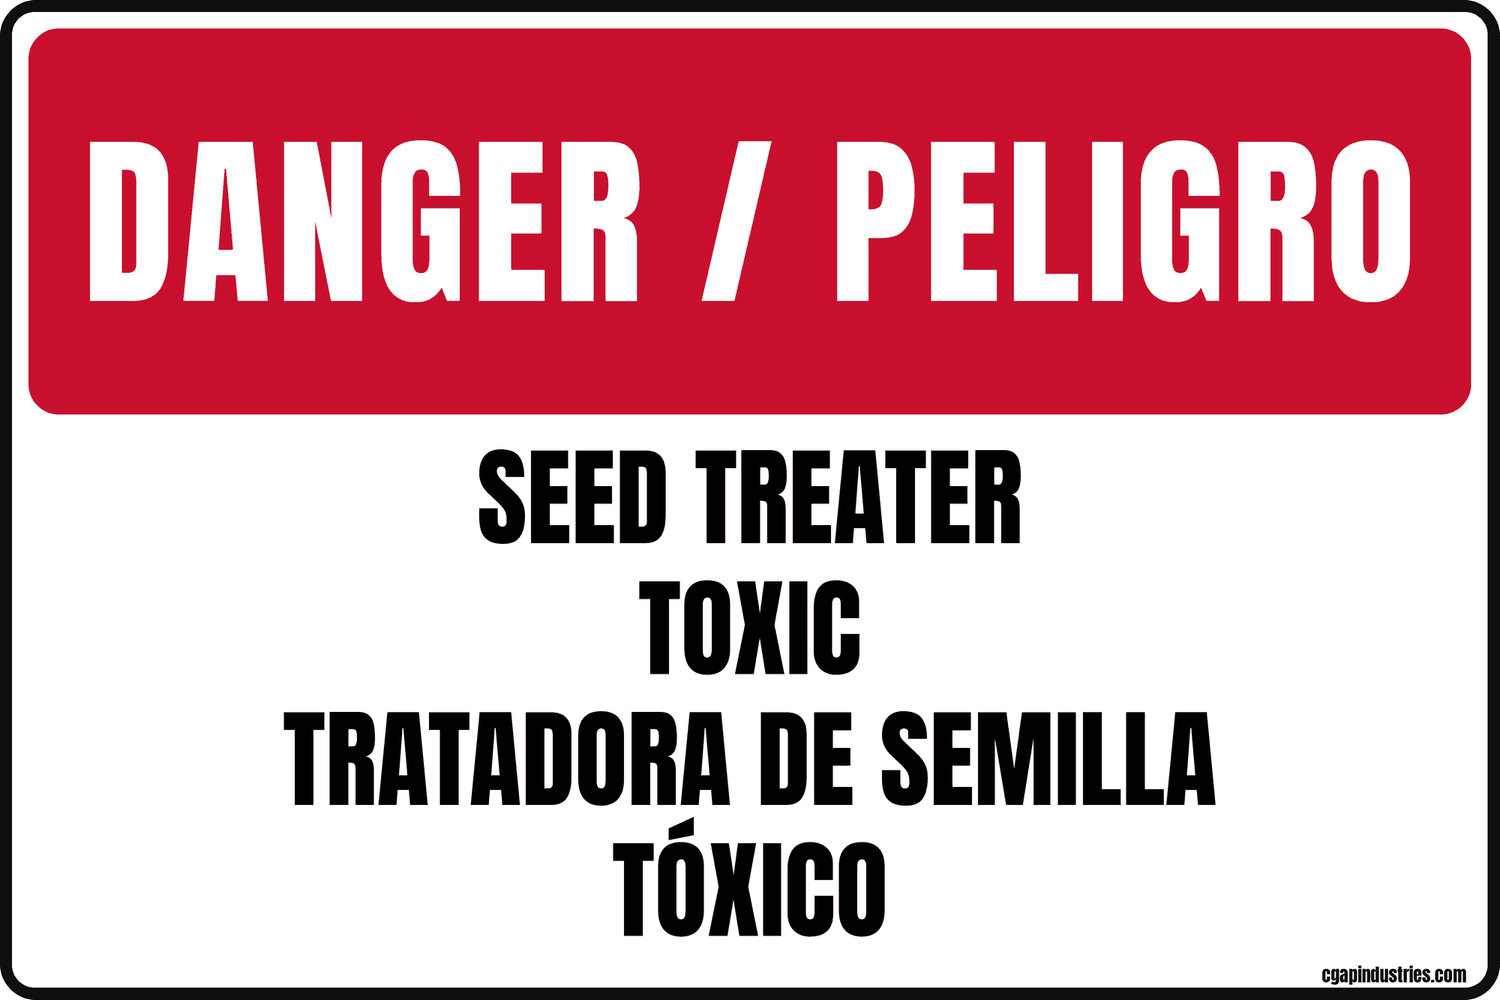 DANGER / PELIGRO
SEED TREATER
TOXIC
TRATADORA DE SEMILLA
TÓXICO
cgapindustries.com